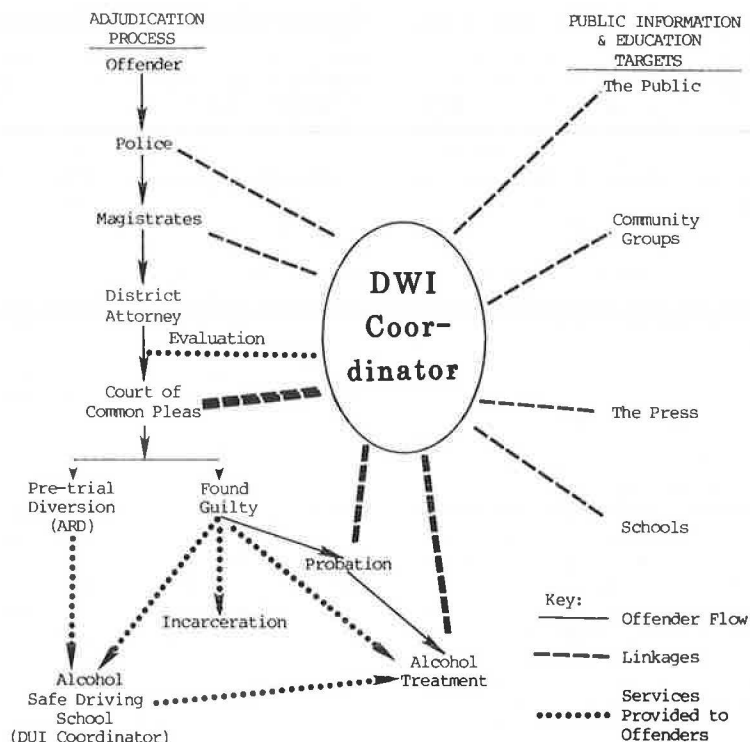 ADJUDICATION
PROCESS
Offender
Police
Magistrates
District
Attorney
Evaluation
Court of
Common Pleas
Pre-trial
Diversion
(ARD)
Found
Guilty
Probation
Incarceration
Alcohol
Safe Driving
School
(DUI Coordinator)
Alcohol
Treatment
DWI
Coor-
dinator
PUBLIC INFORMATION
& EDUCATION
TARGETS
The Public
Community
Groups
The Press
Schools
Key:
Offender Flow
Linkages
Services
Provided to
Offenders